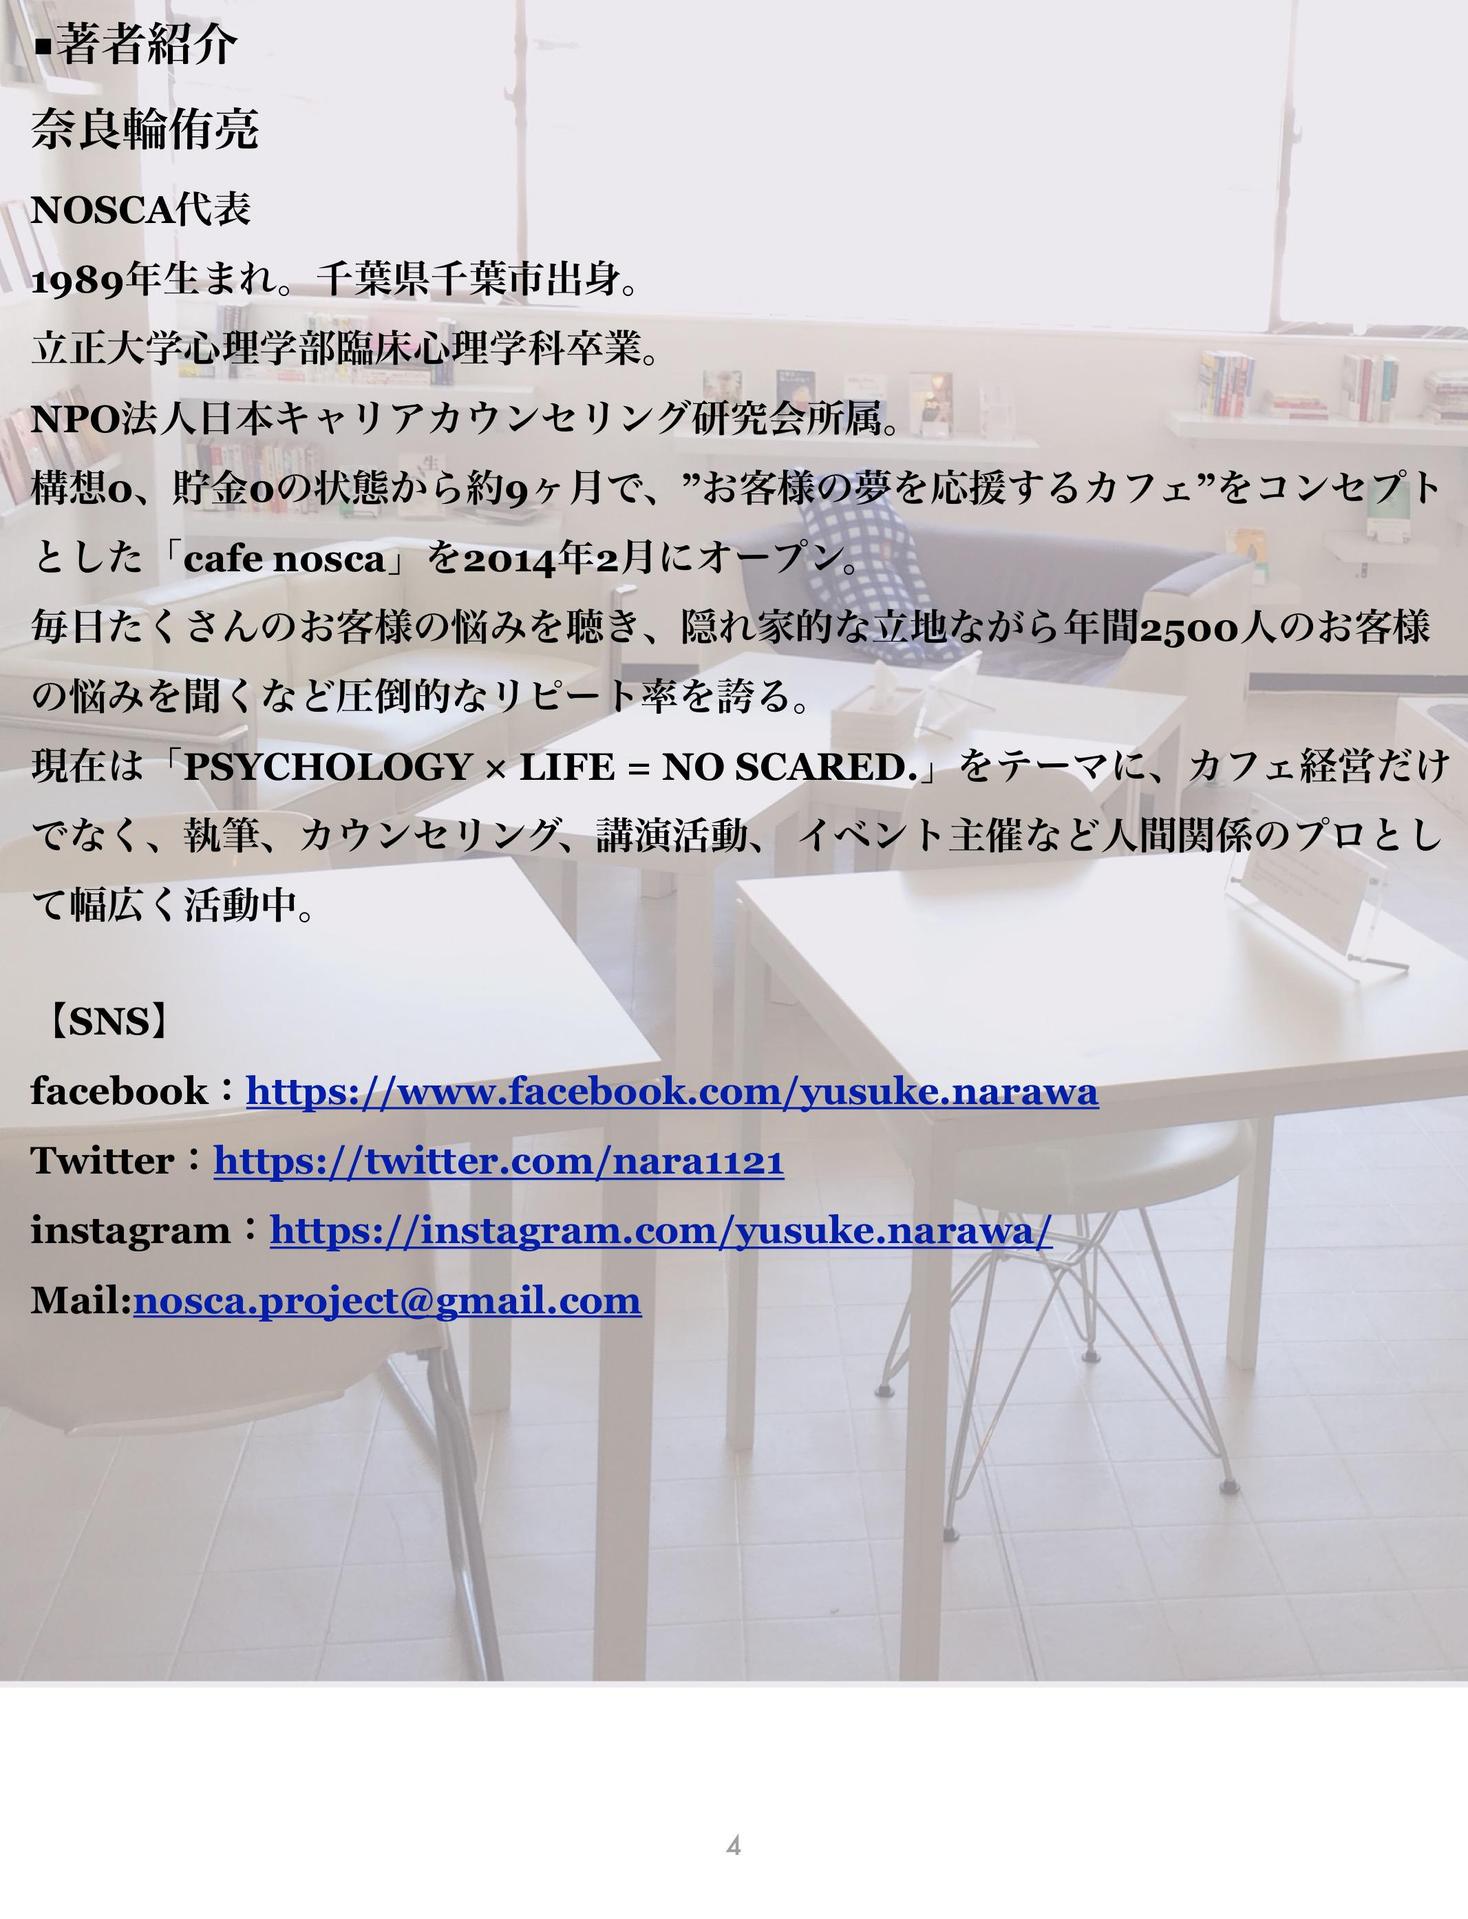 ▪著者紹介
奈良輪侑亮
NOSCA代表
1989年生まれ。千葉県千葉市出身。
立正大学心理学部臨床心理学科卒業。
NPO法人日本キャリアカウンセリング研究会所属。
構想0、貯金0の状態から約9ヶ月で、”お客様の夢を応援するカフェ”をコンセプト
とした「cafe nosca」を2014年2月にオープン。
毎日たくさんのお客様の悩みを聴き、隠れ家的な立地ながら年間2500人のお客様
の悩みを聞くなど圧倒的なリピート率を誇る。
現在は「PSYCHOLOGY × LIFE = NO SCARED.」をテーマに、カフェ経営だけ
でなく、執筆、カウンセリング、講演活動、 イベント主催など人間関係のプロとし
て幅広く活動中。
【SNS】
facebook：https://www.facebook.com/yusuke.narawa
Twitter：https://twitter.com/nara1121
instagram：https://instagram.com/yusuke.narawa/
Mail:nosca.project@gmail.com
4